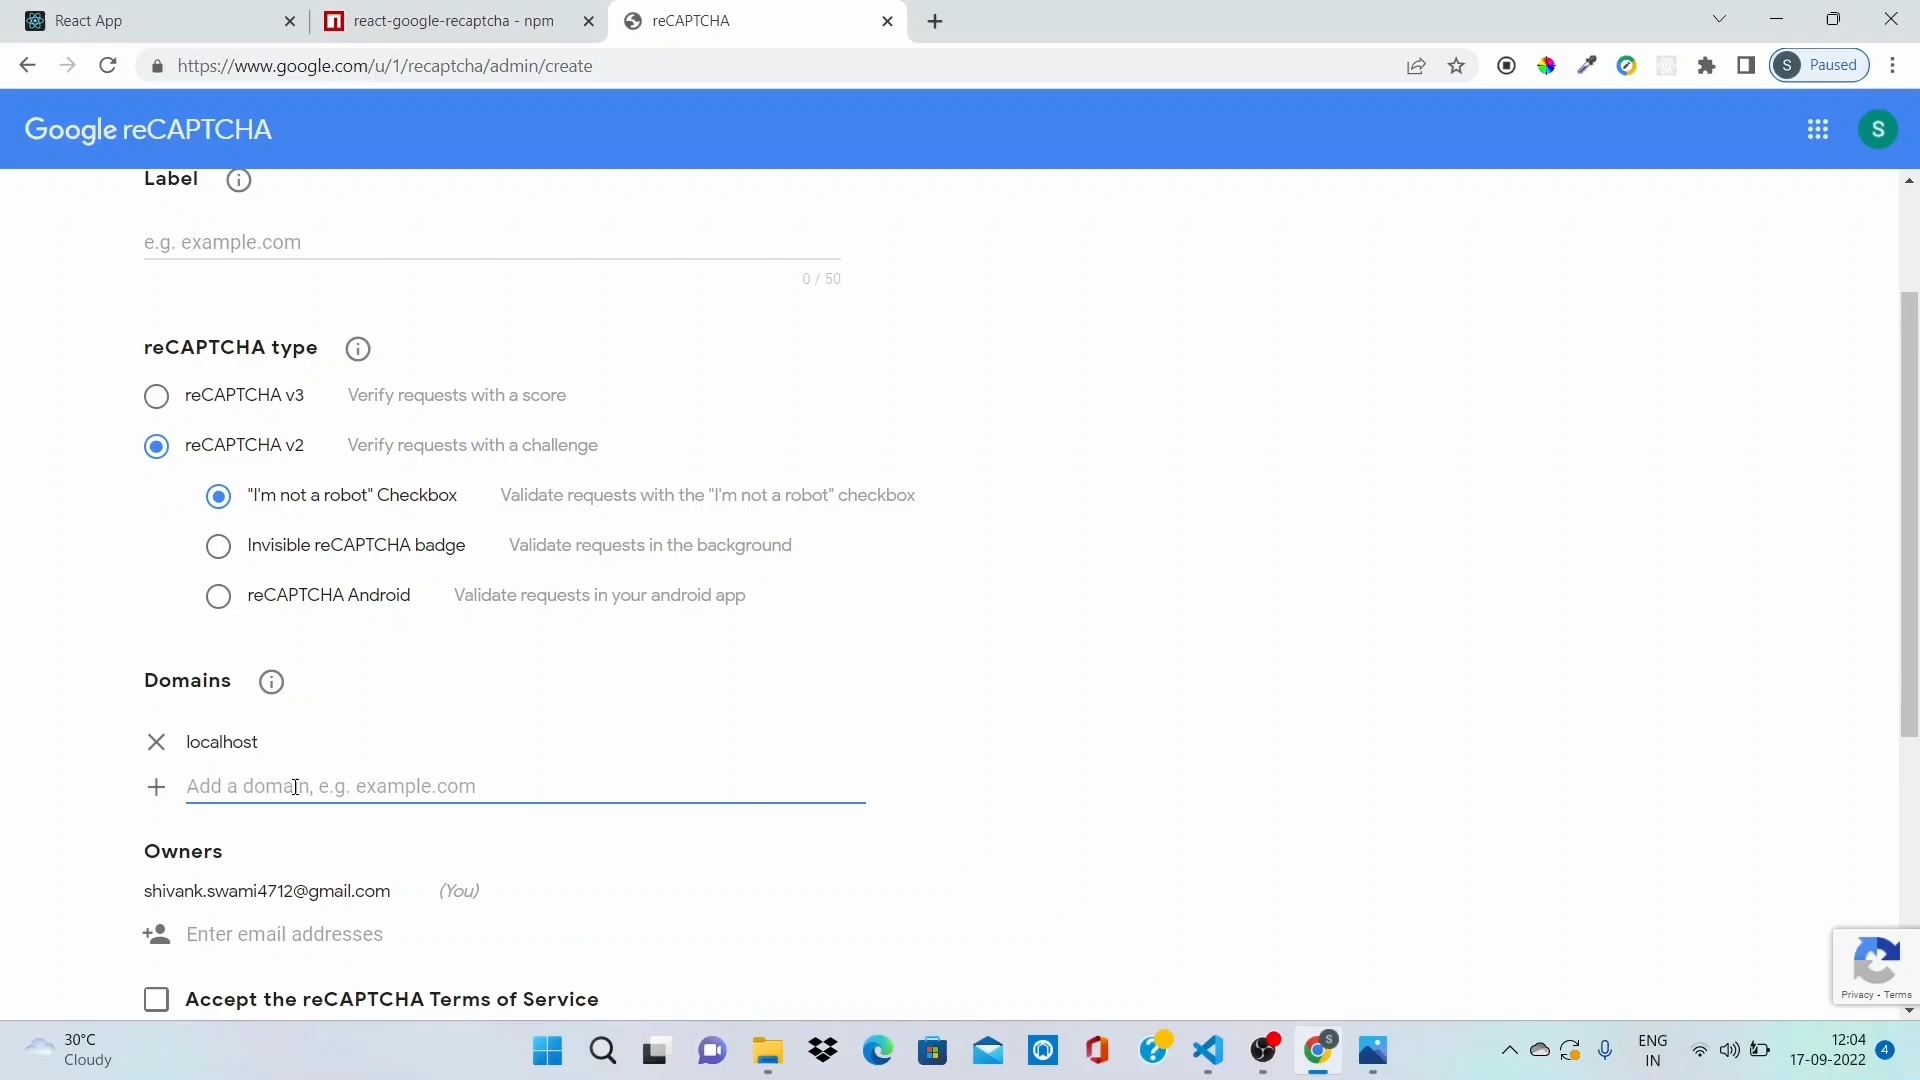 React App
react-google-recaptcha - npm
reCAPTCHA
https://www.google.com/u/1/recaptcha/admin/create
S
Paused
Google reCAPTCHA
S
Label
e.g. example.com
0 / 50
reCAPTCHA type
reCAPTCHA v3 Verify requests with a score
reCAPTCHA v2 Verify requests with a challenge
"I'm not a robot" Checkbox Validate requests with the "I'm not a robot" checkbox
Invisible reCAPTCHA badge Validate requests in the background
reCAPTCHA Android Validate requests in your android app
Domains
localhost
Add a domain, e.g. example.com
Owners
shivank.swami4712@gmail.com (You)
Enter email addresses
Accept the reCAPTCHA Terms of Service
Privacy - Terms
30°C
Cloudy
S
ENG
IN
12:04
17-09-2022
4